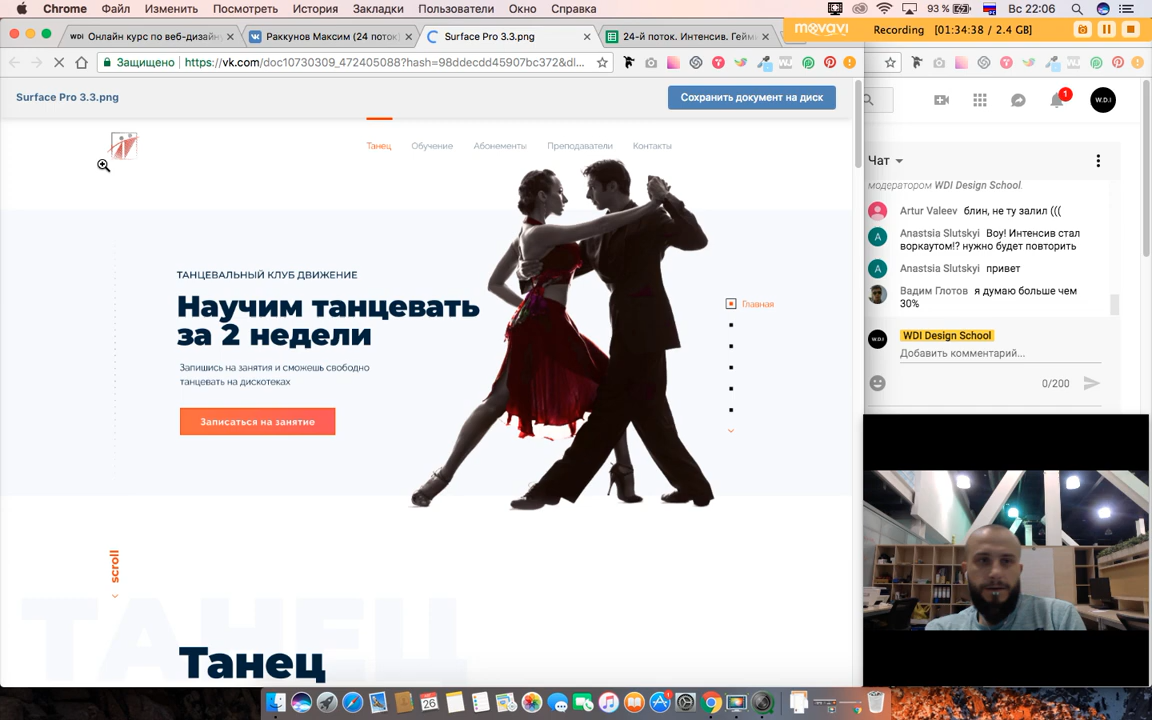 Chrome Файл Изменить Посмотреть История Закладки Пользователи Окно Справка 93 % Вс 22:06
Онлайн курс по веб-дизайн
Раккунов Максим (24 поток)
Surface Pro 3.3.png
24-й поток. Интенсив. Гейм
movavi
Recording [01:34:38 / 2.4 GB]
Защищено https://vk.com/doc10730309_472405088?hash=98ddecdd45907bc372&dl...
Surface Pro 3.3.png
Сохранить документ на диск
Танец Обучение Абонементы Преподаватели Контакты
ТАНЦЕВАЛЬНЫЙ КЛУБ ДВИЖЕНИЕ
Научим танцевать
за 2 недели
Запишись на занятия и сможешь свободно
танцевать на дискотеках
Записаться на занятие
Главная
scroll
ТАНЕЦ
Танец
1
W.D.I
Чат
модератором WDI Design School.
Artur Valeev блин, не ту залил (((
A Anastsia Slutskyi Воу! Интенсив стал
воркаутом!? нужно будет повторить
A Anastsia Slutskyi привет
Вадим Глотов я думаю больше чем
30%
W.D.I WDI Design School
Добавить комментарий...
0/200
26